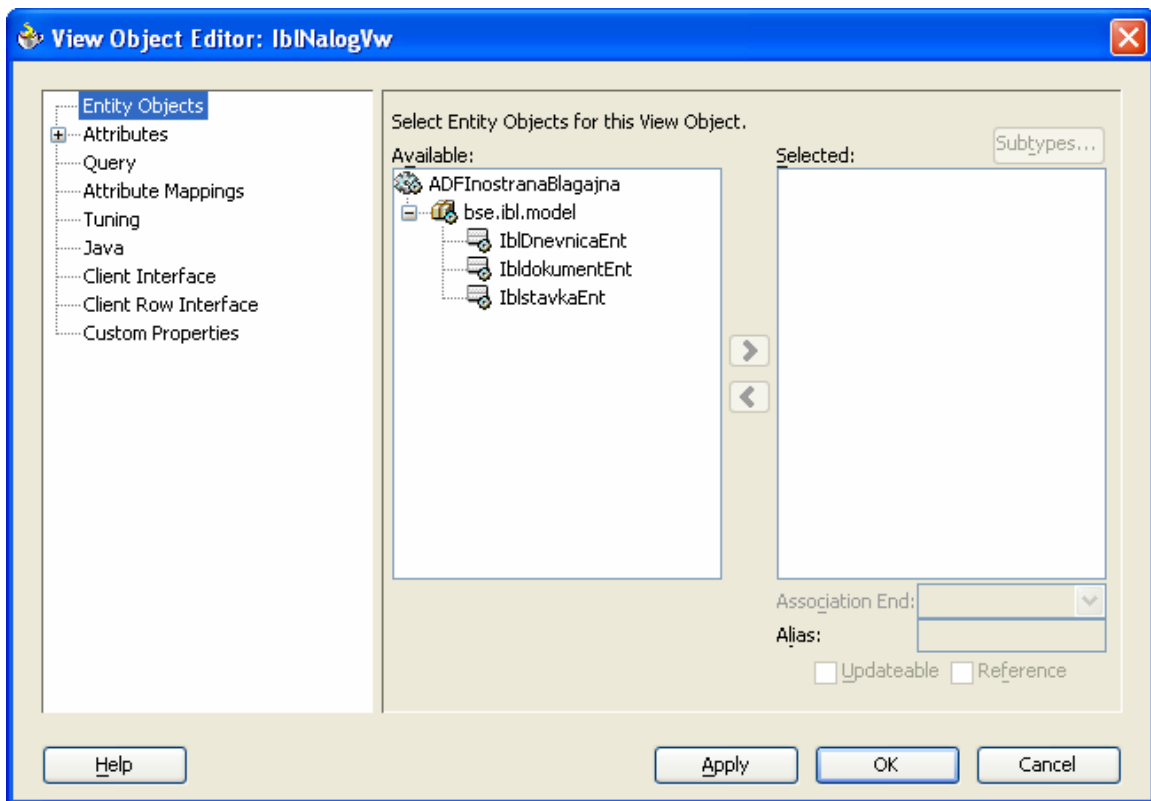 View Object Editor: IblNalogVw
Entity Objects
Attributes
Query
Attribute Mappings
Tuning
Java
Client Interface
Client Row Interface
Custom Properties
Select Entity Objects for this View Object.
Subtypes...
Available:
Selected:
ADFInostranaBlagajna
bse.ibl.model
IblDnevnicaEnt
IbldokumentEnt
IblstavkaEnt
Association End:
Alias:
Updateable Reference
Help
Apply
OK
Cancel